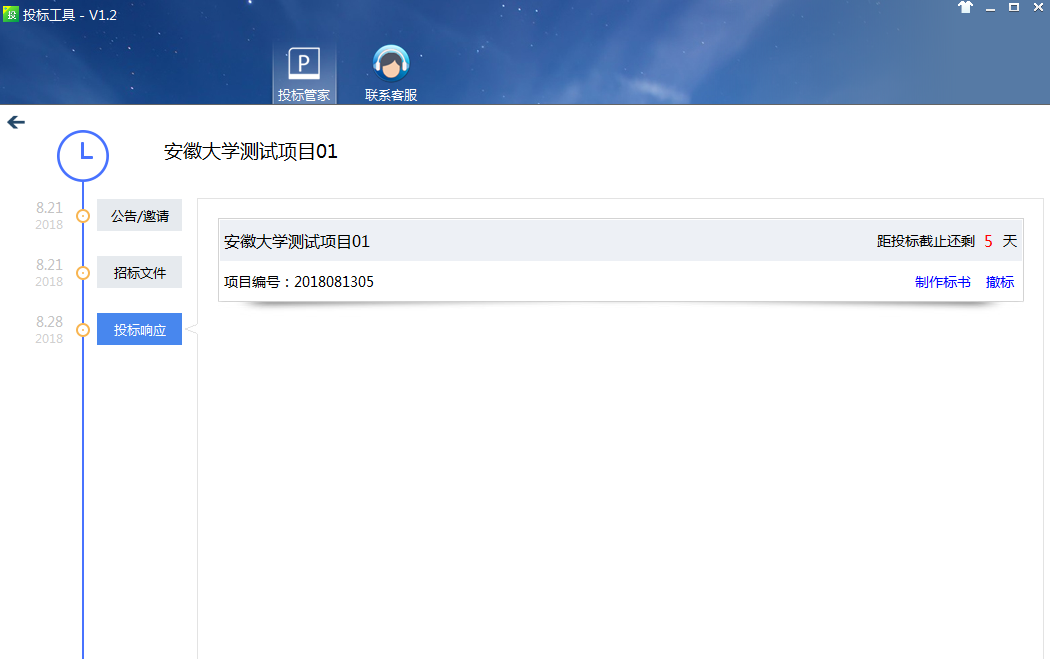 投 投标工具 - V1.2
P
投标管家
联系客服
安徽大学测试项目01
8.21
2018
公告/邀请
8.21
2018
招标文件
8.28
2018
投标响应
安徽大学测试项目01 距投标截止还剩 5 天
项目编号：2018081305 制作标书 撤标